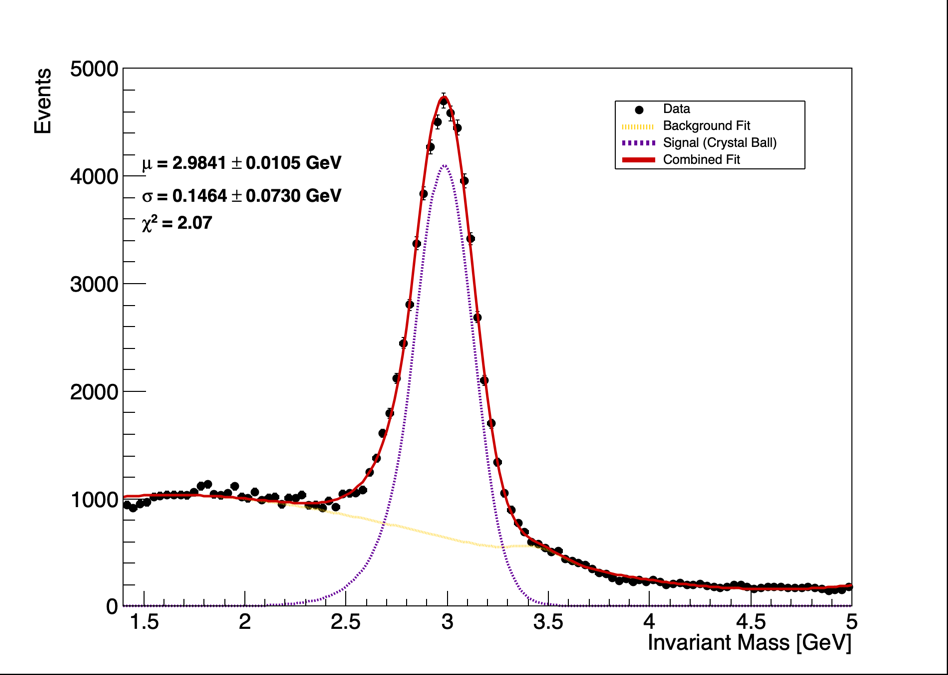 Events
5000
4000
3000
2000
1000
0
μ = 2.9841 ± 0.0105 GeV
σ = 0.1464 ± 0.0730 GeV
χ² = 2.07
Data
Background Fit
Signal (Crystal Ball)
Combined Fit
1.5 2 2.5 3 3.5 4 4.5 5
Invariant Mass [GeV]